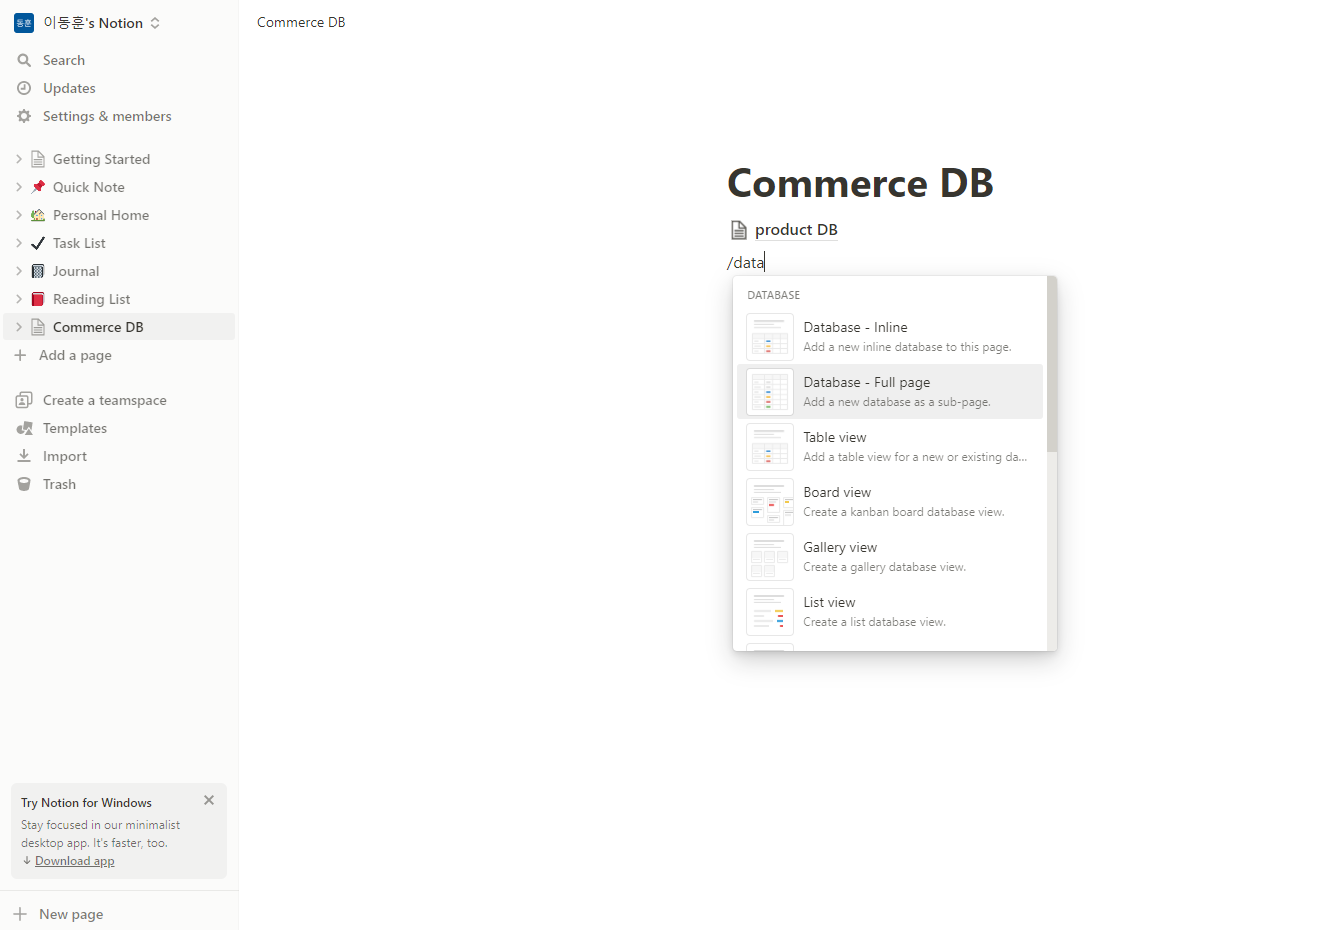 동훈 이동훈's Notion
Search
Updates
Settings & members
Getting Started
Quick Note
Personal Home
Task List
Journal
Reading List
Commerce DB
Add a page
Create a teamspace
Templates
Import
Trash
Try Notion for Windows
Stay focused in our minimalist
desktop app. It's faster, too.
Download app
New page
Commerce DB
Commerce DB
product DB
/data
DATABASE
Database - Inline
Add a new inline database to this page.
Database - Full page
Add a new database as a sub-page.
Table view
Add a table view for a new or existing da...
Board view
Create a kanban board database view.
Gallery view
Create a gallery database view.
List view
Create a list database view.